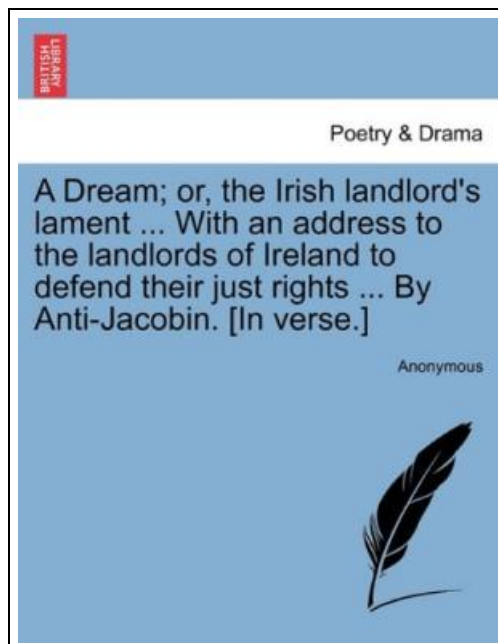 BRITISH
LIBRARY
Poetry & Drama
A Dream; or, the Irish landlord's
lament ... With an address to
the landlords of Ireland to
defend their just rights ... By
Anti-Jacobin. [In verse.]
Anonymous